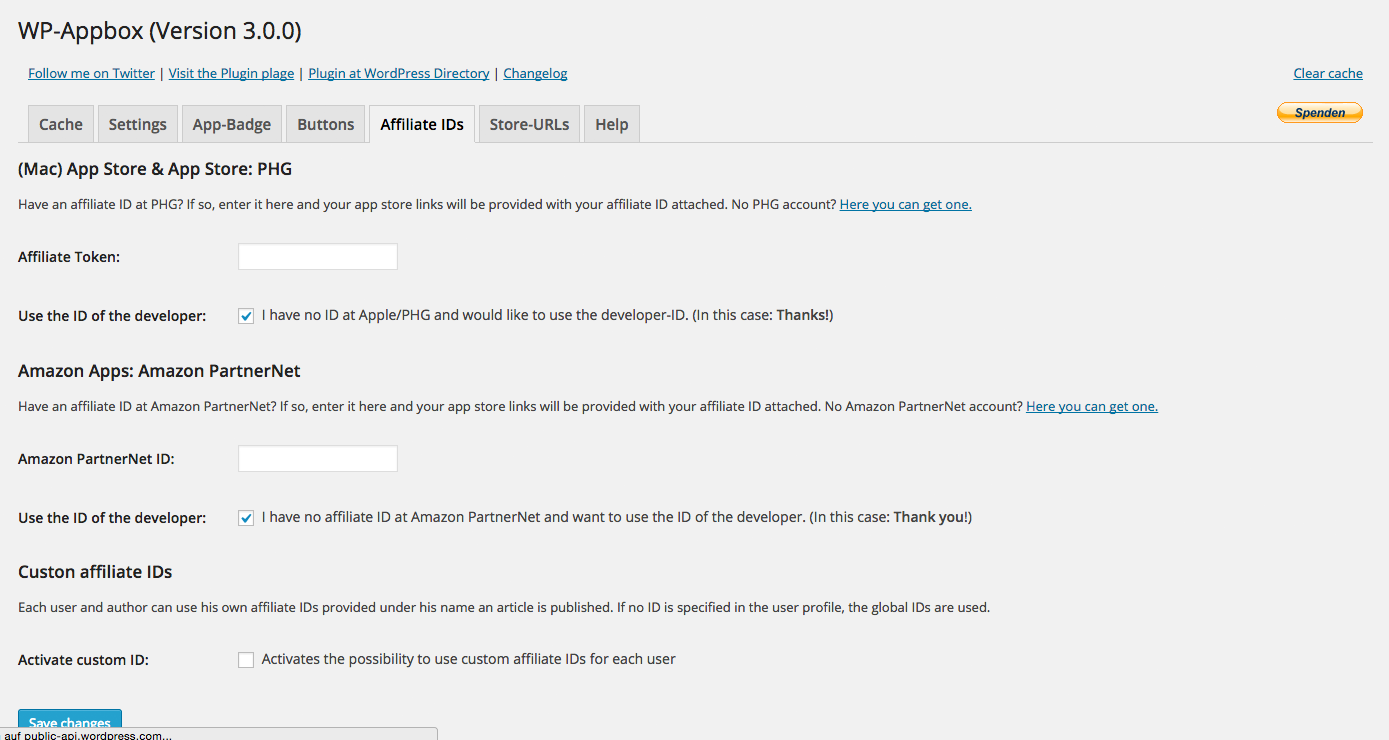 WP-Appbox (Version 3.0.0)
Follow me on Twitter | Visit the Plugin plage | Plugin at WordPress Directory | Changelog
Clear cache
Spenden
Cache Settings App-Badge Buttons Affiliate IDs Store-URLs Help
(Mac) App Store & App Store: PHG
Have an affiliate ID at PHG? If so, enter it here and your app store links will be provided with your affiliate ID attached. No PHG account? Here you can get one.
Affiliate Token:
Use the ID of the developer: I have no ID at Apple/PHG and would like to use the developer-ID. (In this case: Thanks!)
Amazon Apps: Amazon PartnerNet
Have an affiliate ID at Amazon PartnerNet? If so, enter it here and your app store links will be provided with your affiliate ID attached. No Amazon PartnerNet account? Here you can get one.
Amazon PartnerNet ID:
Use the ID of the developer: I have no affiliate ID at Amazon PartnerNet and want to use the ID of the developer. (In this case: Thank you!)
Custon affiliate IDs
Each user and author can use his own affiliate IDs provided under his name an article is published. If no ID is specified in the user profile, the global IDs are used.
Activate custom ID: Activates the possibility to use custom affiliate IDs for each user
Save changes
auf public-api.wordpress.com...